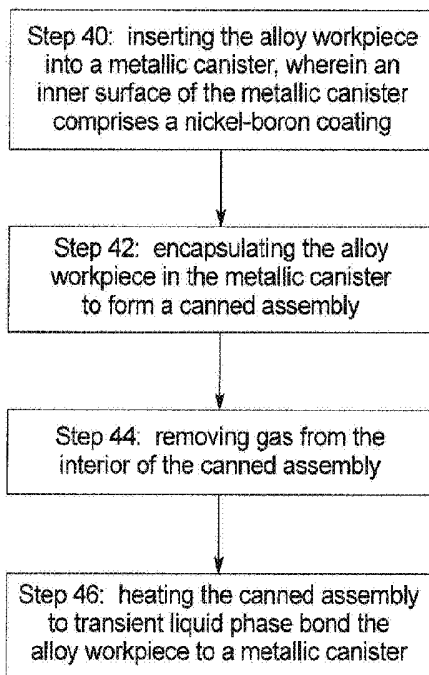 Step 40: inserting the alloy workpiece
into a metallic canister, wherein an
inner surface of the metallic canister
comprises a nickel-boron coating
Step 42: encapsulating the alloy
workpiece in the metallic canister
to form a canned assembly
Step 44: removing gas from the
interior of the canned assembly
Step 46: heating the canned assembly
to transient liquid phase bond the
alloy workpiece to a metallic canister